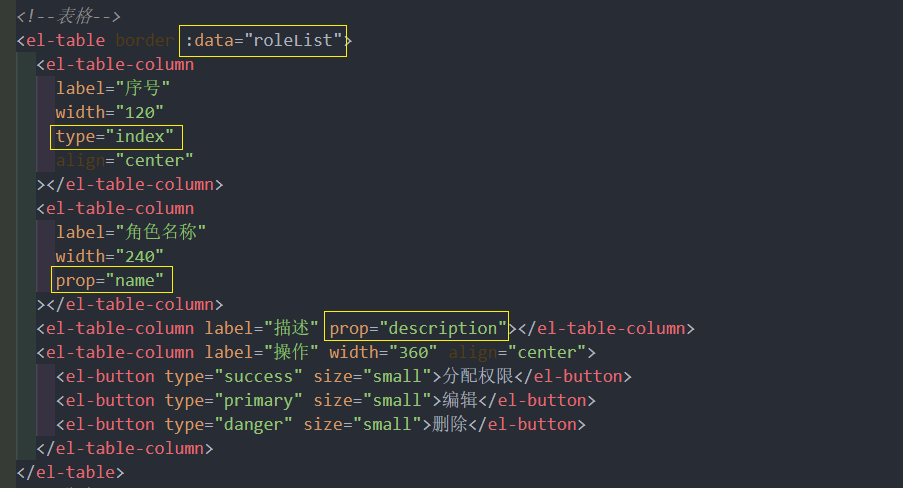 <!--表格-->
<el-table border :data="roleList">
<el-table-column
label="序号"
width="120"
type="index"
align="center"
></el-table-column>
<el-table-column
label="角色名称"
width="240"
prop="name"
></el-table-column>
<el-table-column label="描述" prop="description"></el-table-column>
<el-table-column label="操作" width="360" align="center">
<el-button type="success" size="small">分配权限</el-button>
<el-button type="primary" size="small">编辑</el-button>
<el-button type="danger" size="small">删除</el-button>
</el-table-column>
</el-table>